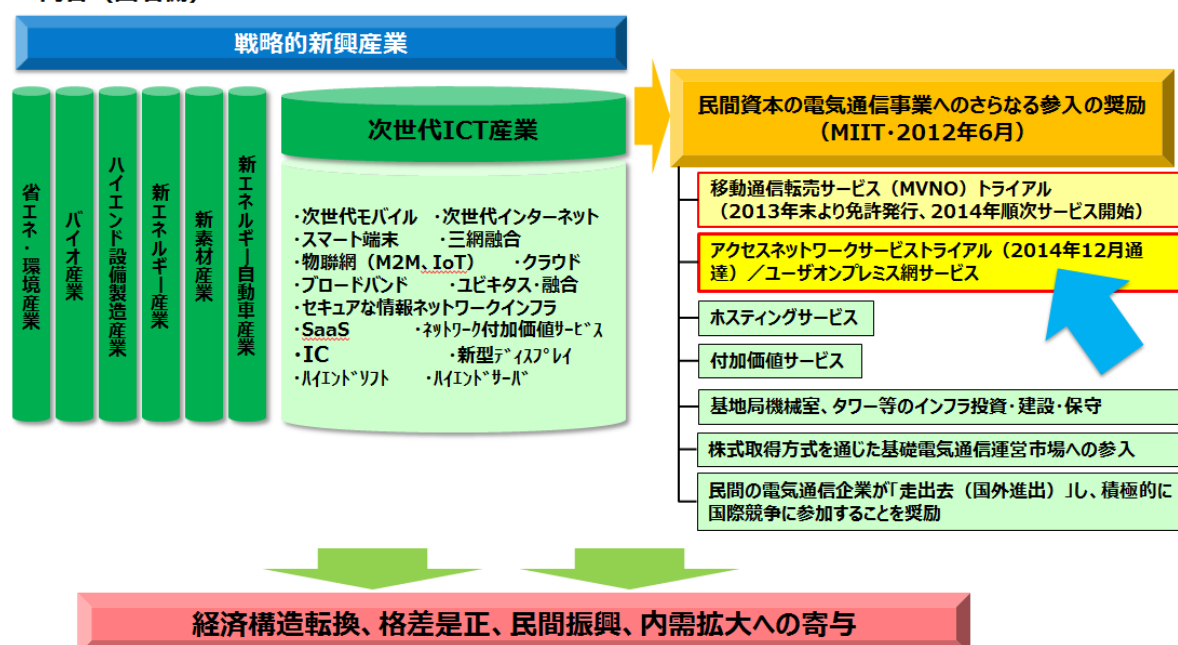 戦略的新興産業
省エネ・環境産業
バイオ産業
ハイエンド設備製造産業
新エネルギー産業
新素材産業
新エネルギー自動車産業
次世代ICT産業
・次世代モバイル ・次世代インターネット
・スマート端末 ・三網融合
・物聯網（M2M、IoT） ・クラウド
・ブロードバンド ・ユビキタス・融合
・セキュアな情報ネットワークインフラ
・SaaS ・ﾈｯﾄﾜｰｸ付加価値ｻｰﾋﾞｽ
・IC ・新型ﾃﾞｨｽﾌﾟﾚｲ
・ﾊｲｴﾝﾄﾞｿﾌﾄ ・ﾊｲｴﾝﾄﾞｻｰﾊﾞ
民間資本の電気通信事業へのさらなる参入の奨励
（MIIT・2012年6月）
移動通信転売サービス（MVNO）トライアル
（2013年末より免許発行、2014年順次サービス開始）
アクセスネットワークサービストライアル（2014年12月通
達）／ユーザオンプレミス網サービス
ホスティングサービス
付加価値サービス
基地局機械室、タワー等のインフラ投資・建設・保守
株式取得方式を通じた基礎電気通信運営市場への参入
民間の電気通信企業が「走出去（国外進出）」し、積極的に
国際競争に参加することを奨励
経済構造転換、格差是正、民間振興、内需拡大への寄与